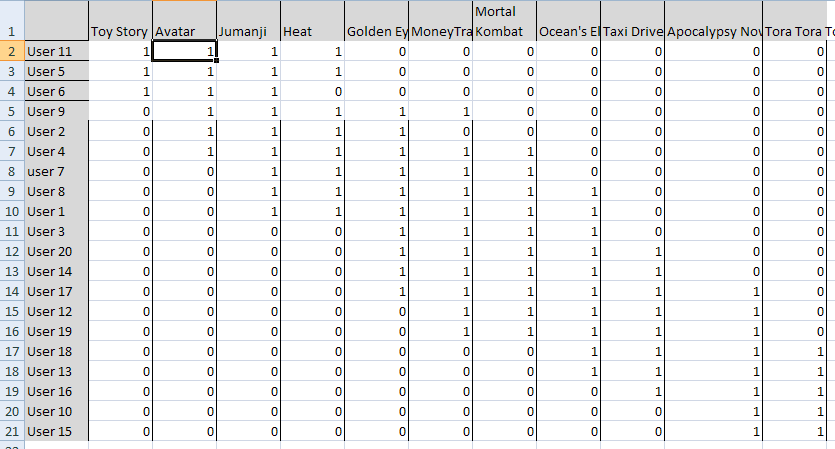 Mortal
1 Toy Story Avatar Jumanji Heat Golden Ey MoneyTra Kombat Ocean's El Taxi Drive Apocalypsy Nov Tora Tora
2 User 11 1 1 1 1 0 0 0 0 0 0 0
3 User 5 1 1 1 1 0 0 0 0 0 0 0
4 User 6 1 1 1 0 0 0 0 0 0 0 0
5 User 9 0 1 1 1 1 1 0 0 0 0 0
6 User 2 0 1 1 1 1 0 0 0 0 0 0
7 User 4 0 1 1 1 1 1 1 0 0 0 0
8 user 7 0 0 1 1 1 1 1 0 0 0 0
9 User 8 0 0 1 1 1 1 1 1 0 0 0
10 User 1 0 0 1 1 1 1 1 1 0 0 0
11 User 3 0 0 0 0 1 1 1 1 0 0 0
12 User 20 0 0 0 0 1 1 1 1 1 0 0
13 User 14 0 0 0 0 1 1 1 1 1 0 0
14 User 17 0 0 0 0 1 1 1 1 1 1 0
15 User 12 0 0 0 0 0 1 1 1 1 1 0
16 User 19 0 0 0 0 0 1 1 1 1 1 0
17 User 18 0 0 0 0 0 0 0 1 1 1 1
18 User 13 0 0 0 0 0 0 0 1 1 1 1
19 User 16 0 0 0 0 0 0 0 0 1 1 1
20 User 10 0 0 0 0 0 0 0 0 0 1 1
21 User 15 0 0 0 0 0 0 0 0 0 1 1